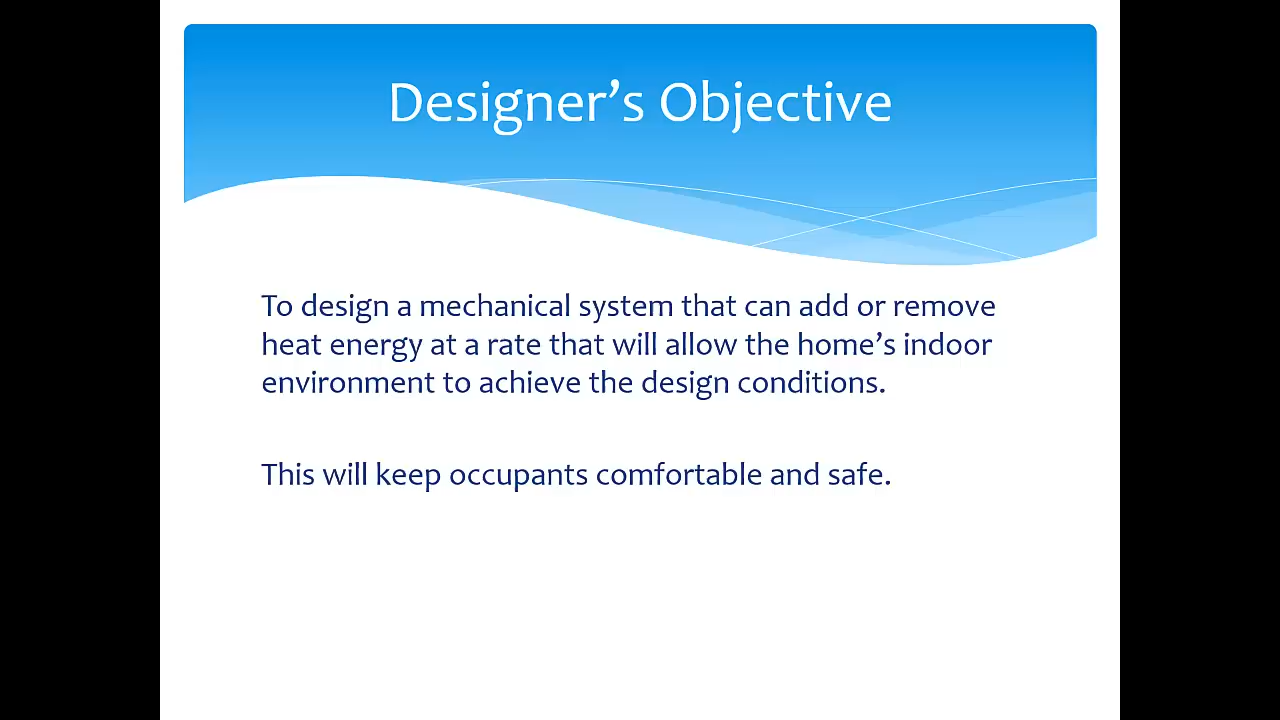 Designer’s Objective
To design a mechanical system that can add or remove
heat energy at a rate that will allow the home’s indoor
environment to achieve the design conditions.
This will keep occupants comfortable and safe.